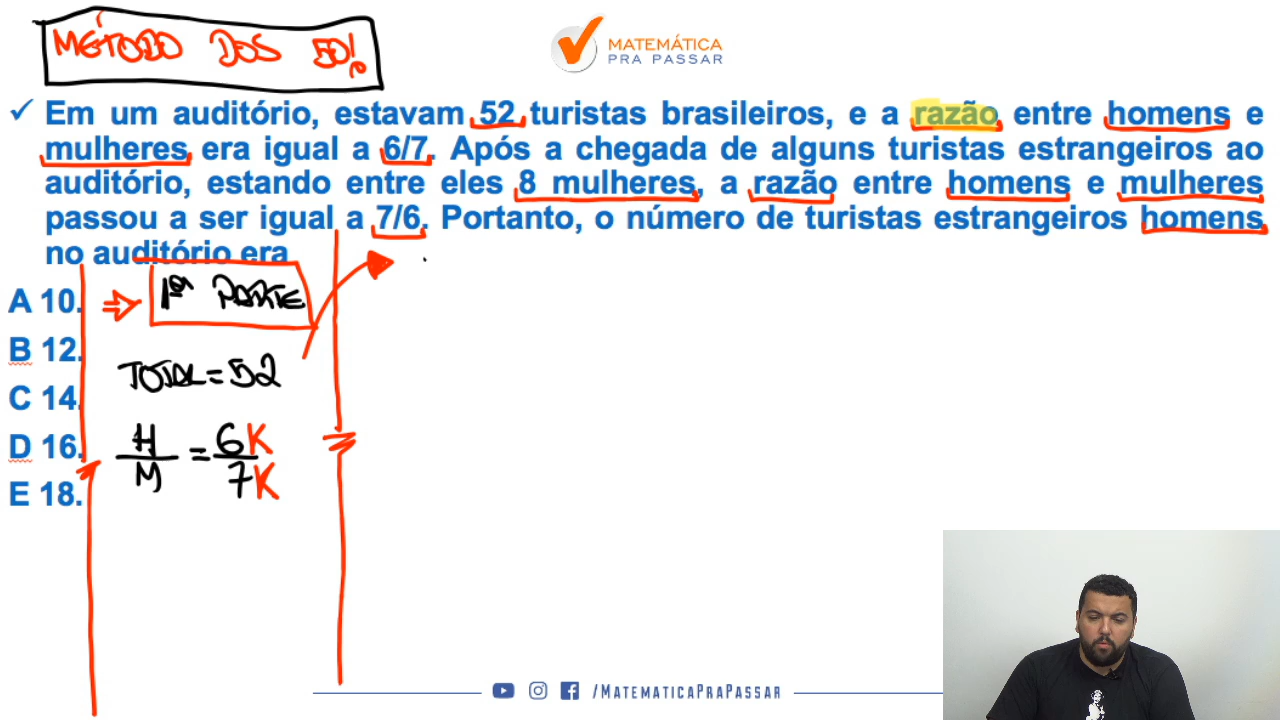 MÉTODO DOS 50!
MATEMÁTICA
PRA PASSAR
✓ Em um auditório, estavam 52 turistas brasileiros, e a razão entre homens e
mulheres era igual a 6/7. Após a chegada de alguns turistas estrangeiros ao
auditório, estando entre eles 8 mulheres, a razão entre homens e mulheres
passou a ser igual a 7/6. Portanto, o número de turistas estrangeiros homens
no auditório era
A 10.
B 12.
C 14.
D 16.
E 18.
⇒ 1ª PARTE
TOTAL = 52
H/M = 6K/7K
/MATEMATICAPRAPASSAR